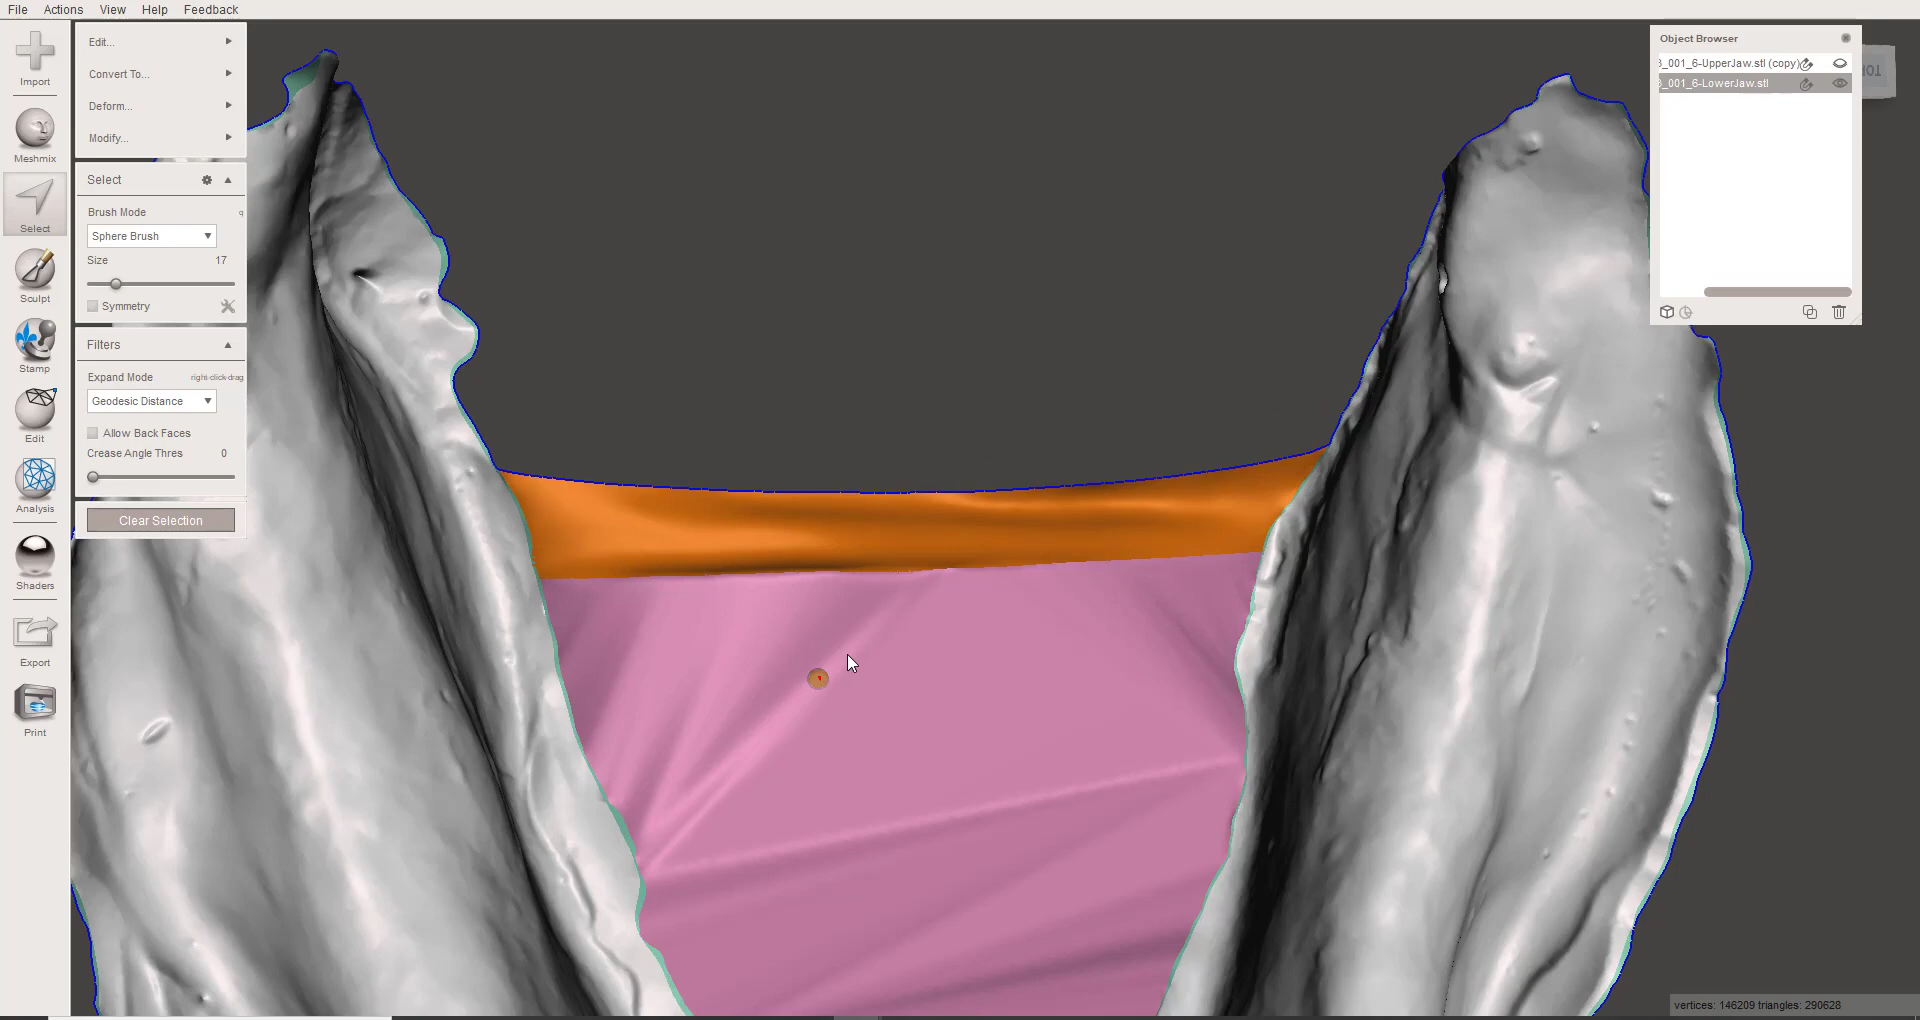 File Actions View Help Feedback
Import
Meshmix
Select
Sculpt
Stamp
Edit
Analysis
Shaders
Export
Print
Edit...
Convert To...
Deform...
Modify...
Select
Brush Mode q
Sphere Brush
Size 17
Symmetry
Filters
Expand Mode right-click-drag
Geodesic Distance
Allow Back Faces
Crease Angle Thres 0
Clear Selection
Object Browser
_001_6-UpperJaw.stl (copy)
_001_6-LowerJaw.stl
vertices: 146209 triangles: 290628